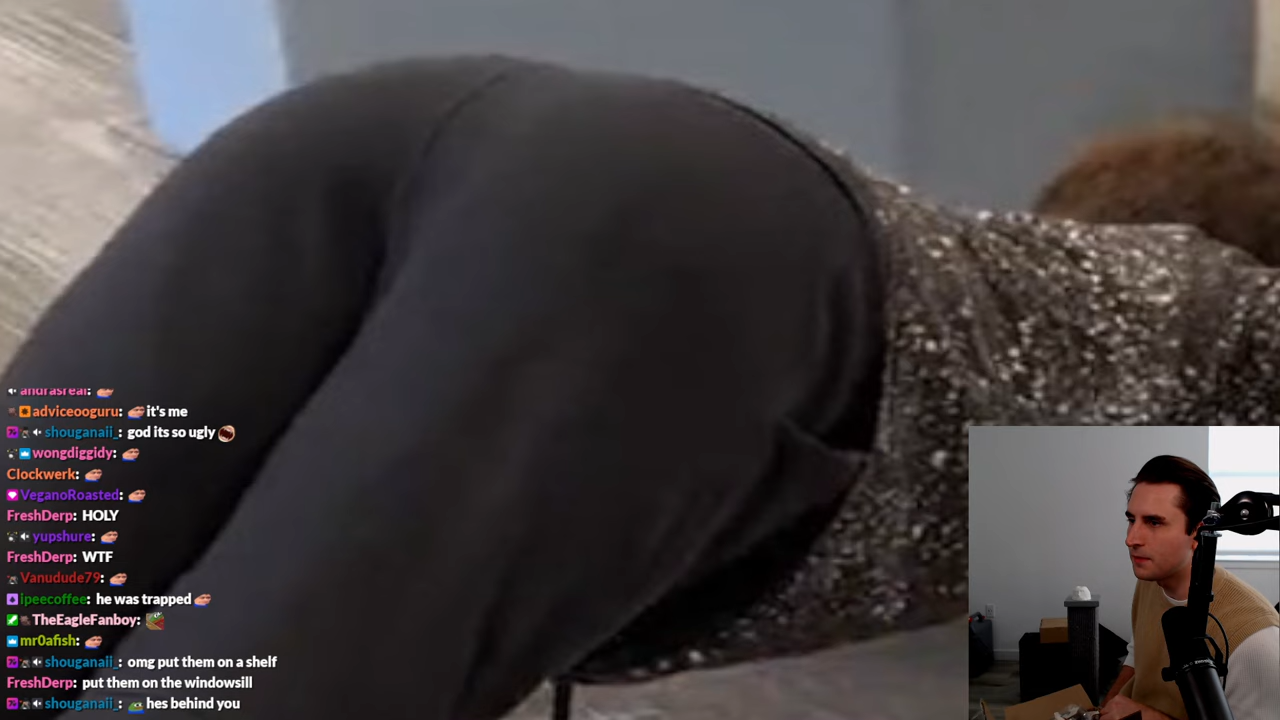 andrasreal:
adviceooguru: it's me
shouganaii_: god its so ugly
wongdiggidy:
Clockwerk:
VeganoRoasted:
FreshDerp: HOLY
yupshure:
FreshDerp: WTF
Vanudude79:
ipeecoffee: he was trapped
TheEagleFanboy:
mr0afish:
shouganaii_: omg put them on a shelf
FreshDerp: put them on the windowsill
shouganaii_: hes behind you